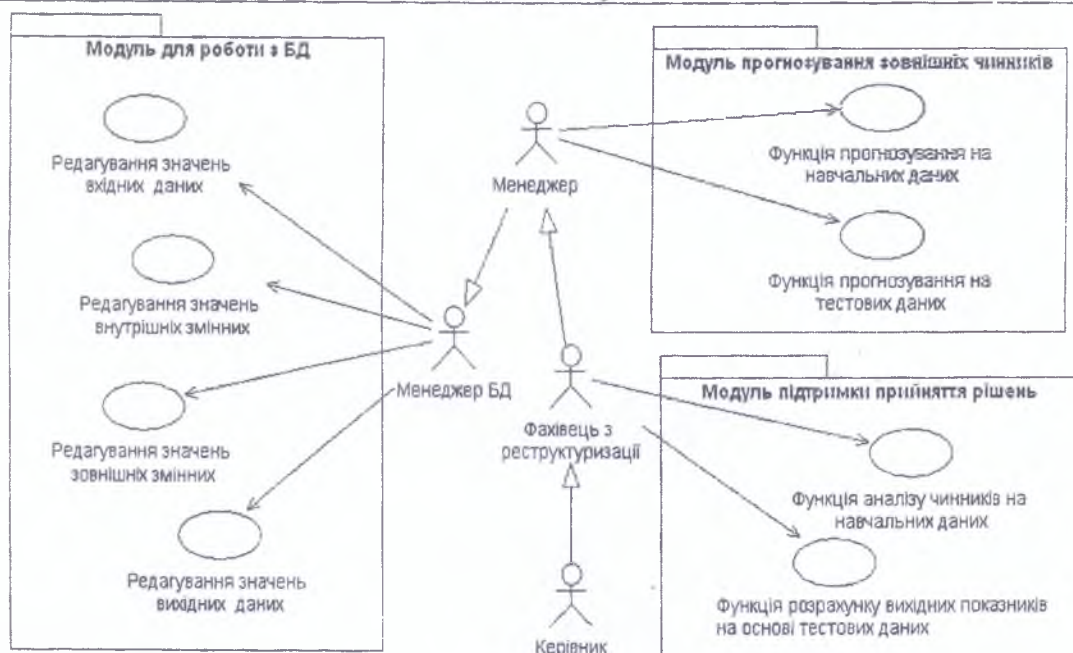 Модуль для роботи з БД
Редагування значень
вхідних даних
Редагування значень
внутрішніх змінних
Редагування значень
зовнішніх змінних
Редагування значень
вихідних даних
Менеджер
Менеджер БД
Фахівець з
реструктуризації
Керівник
Модуль прогнозування зовнішніх чинників
Функція прогнозування на
навчальних даних
Функція прогнозування на
тестових даних
Модуль підтримки прийняття рішень
Функція аналізу чинників на
навчальних даних
Функція розрахунку вихідних показників
на основі тестових даних